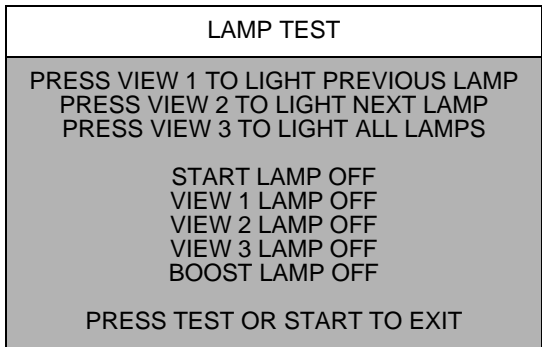 LAMP TEST
PRESS VIEW 1 TO LIGHT PREVIOUS LAMP
PRESS VIEW 2 TO LIGHT NEXT LAMP
PRESS VIEW 3 TO LIGHT ALL LAMPS
START LAMP OFF
VIEW 1 LAMP OFF
VIEW 2 LAMP OFF
VIEW 3 LAMP OFF
BOOST LAMP OFF
PRESS TEST OR START TO EXIT